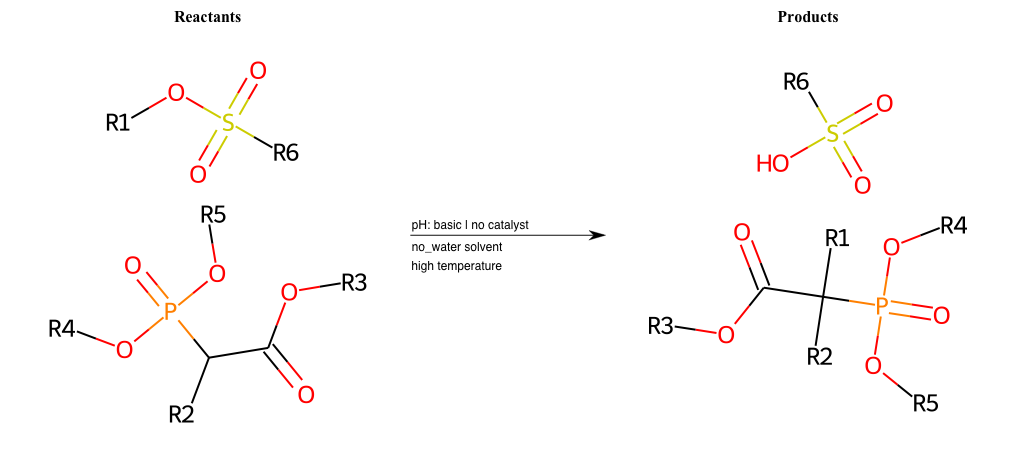 Reactants
Products
O
O
R1
S
R6
O
R5
O
O
R3
P
O
R4
O
O
R2
pH: basic | no catalyst
no_water solvent
high temperature
R6
O
S
HO
O
R4
O
R1
O
P
O
R3
O
R2
O
R5